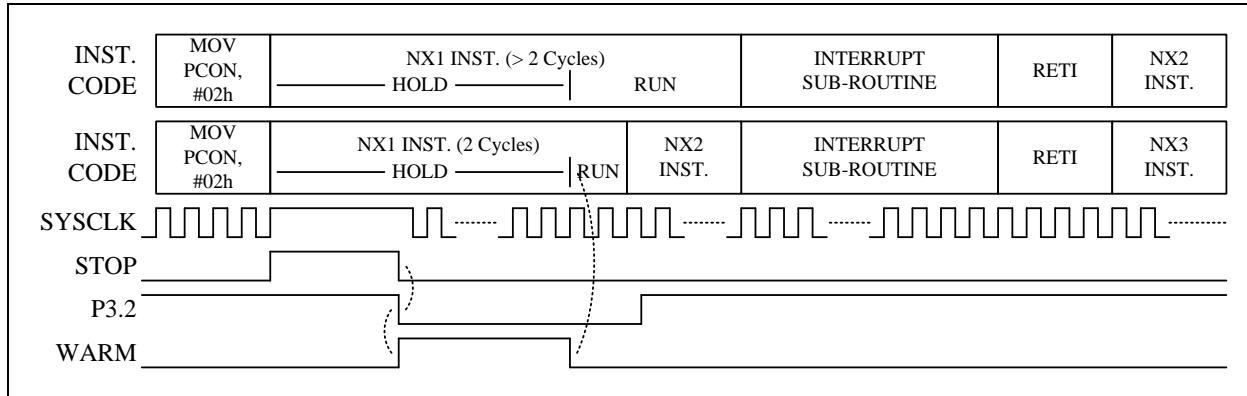 INST.
CODE
MOV
PCON,
#02h
NX1 INST. (> 2 Cycles)
HOLD
RUN
INTERRUPT
SUB-ROUTINE
RETI
NX2
INST.
INST.
CODE
MOV
PCON,
#02h
NX1 INST. (2 Cycles)
HOLD
RUN
NX2
INST.
INTERRUPT
SUB-ROUTINE
RETI
NX3
INST.
SYSCLK
STOP
P3.2
WARM